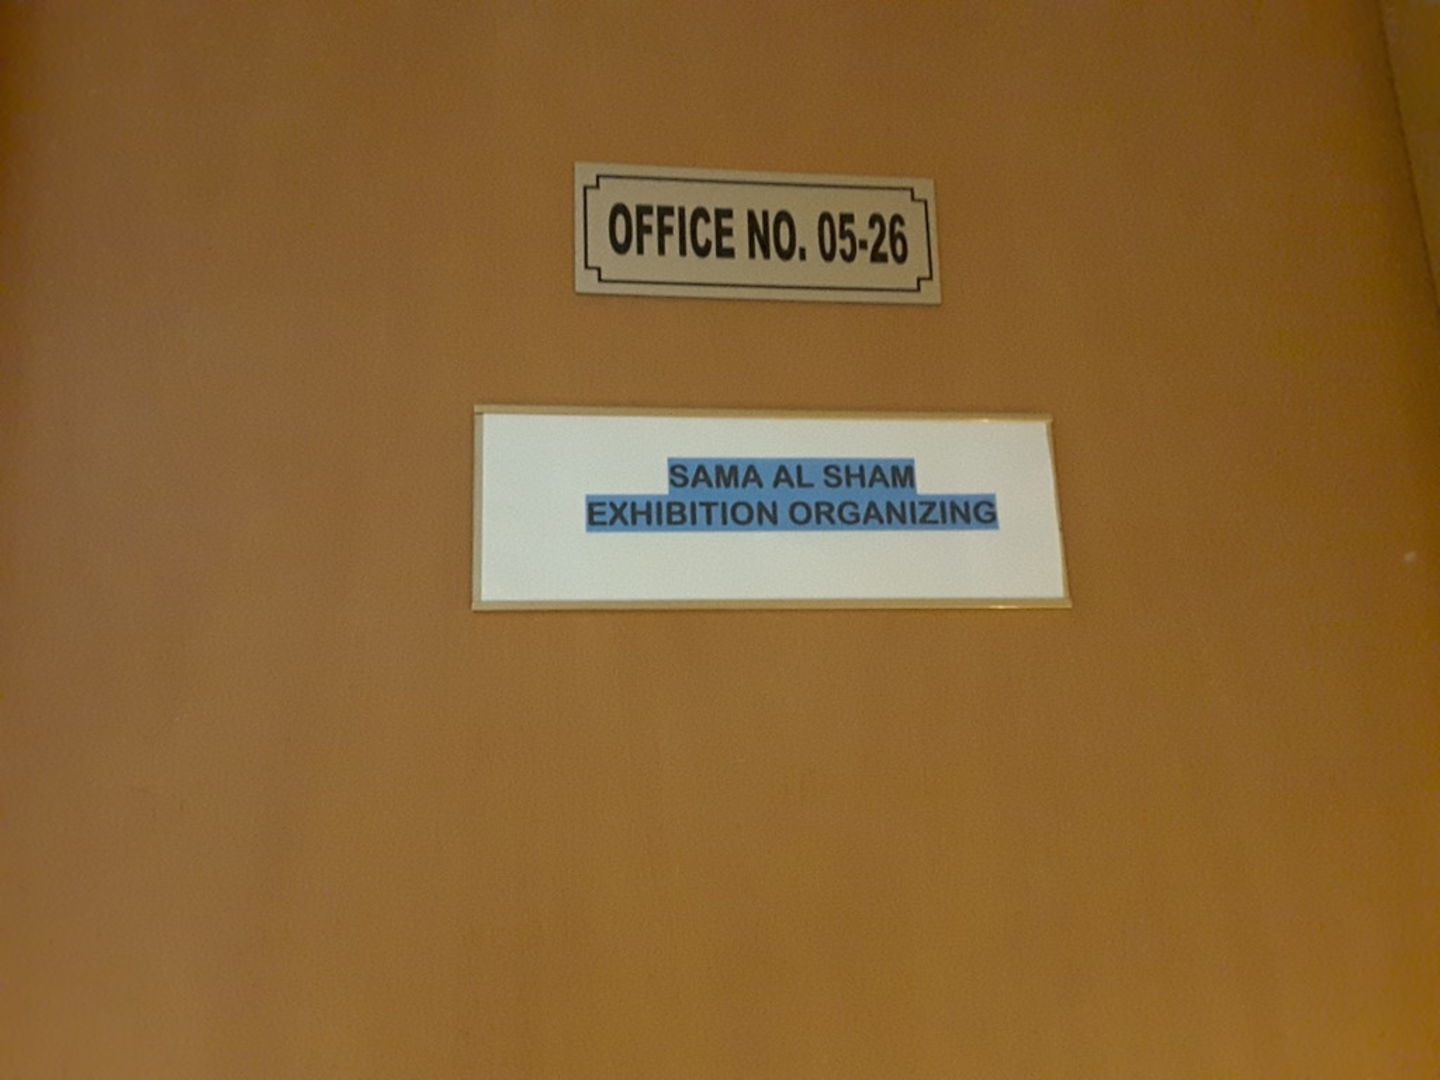 OFFICE NO. 05-26
SAMA AL SHAM
EXHIBITION ORGANIZING